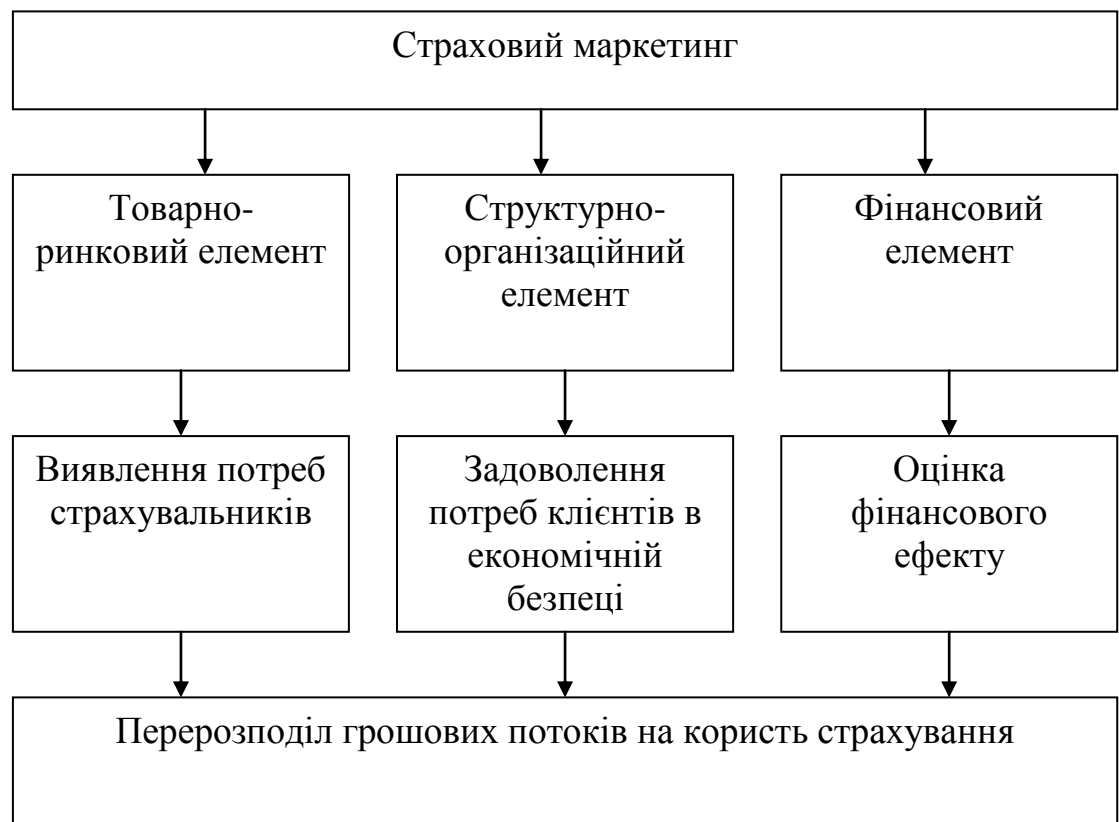 Страховий маркетинг
Товарно-
ринковий елемент
Структурно-
організаційний
елемент
Фінансовий
елемент
Виявлення потреб
страхувальників
Задоволення
потреб клієнтів в
економічній
безпеці
Оцінка
фінансового
ефекту
Перерозподіл грошових потоків на користь страхування